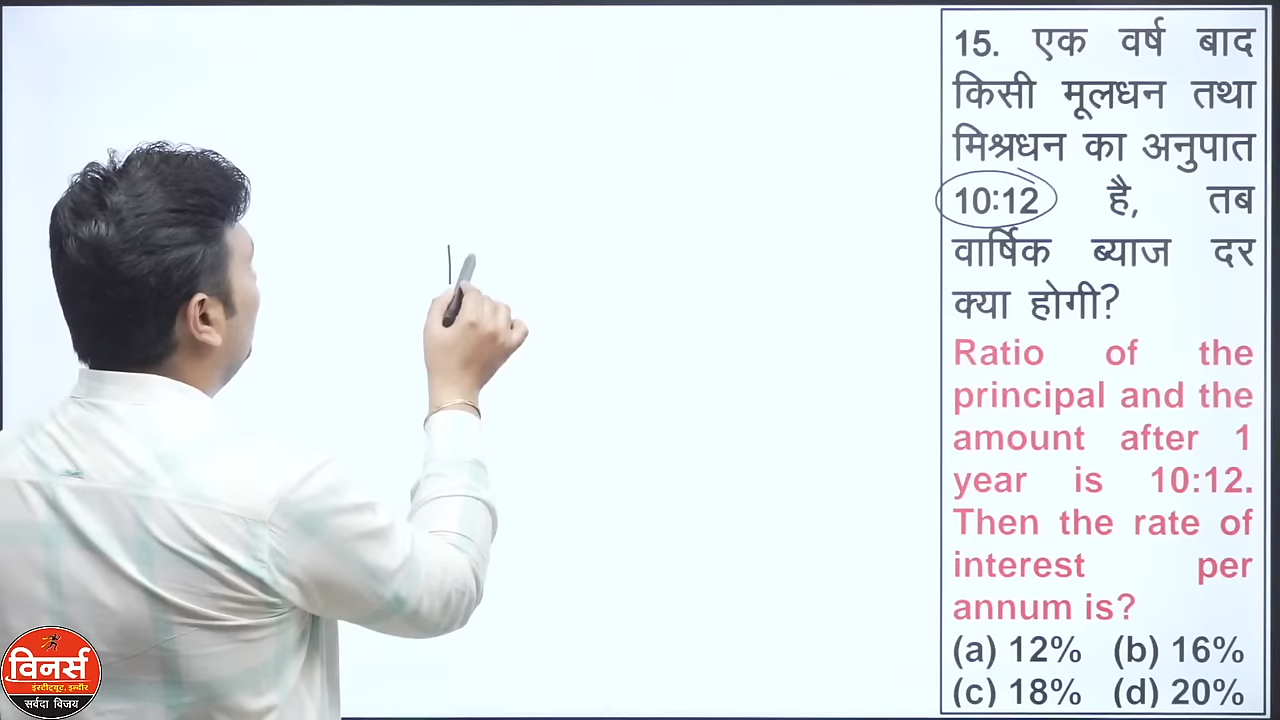 15. एक वर्ष बाद
किसी मूलधन तथा
मिश्रधन का अनुपात
10:12 है, तब
वार्षिक ब्याज दर
क्या होगी?
Ratio of the
principal and the
amount after 1
year is 10:12.
Then the rate of
interest per
annum is?
(a) 12% (b) 16%
(c) 18% (d) 20%
विनर्स
इंस्टीट्यूट, इन्दौर
सर्वदा विजय